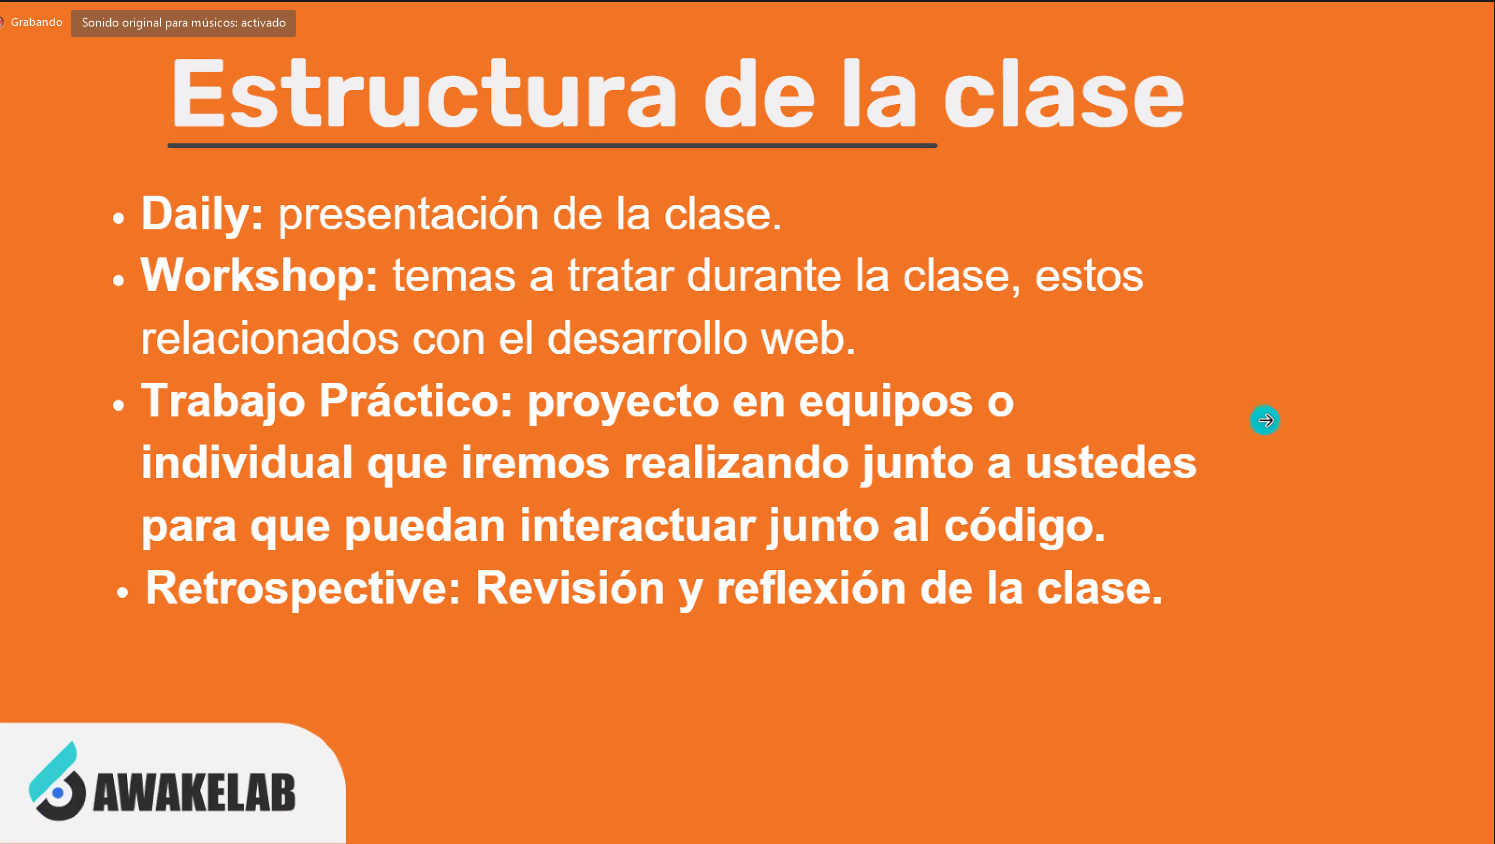 Grabando
Sonido original para músicos: activado
Estructura de la clase
• Daily: presentación de la clase.
• Workshop: temas a tratar durante la clase, estos
relacionados con el desarrollo web.
• Trabajo Práctico: proyecto en equipos o
individual que iremos realizando junto a ustedes
para que puedan interactuar junto al código.
• Retrospective: Revisión y reflexión de la clase.
AWAKELAB